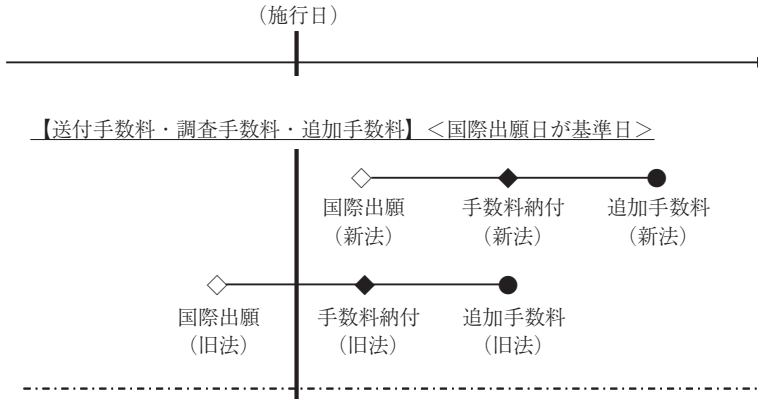 （施行日）
【送付手数料・調査手数料・追加手数料】＜国際出願日が基準日＞
国際出願 手数料納付 追加手数料
（新法） （新法） （新法）
国際出願 手数料納付 追加手数料
（旧法） （旧法） （旧法）